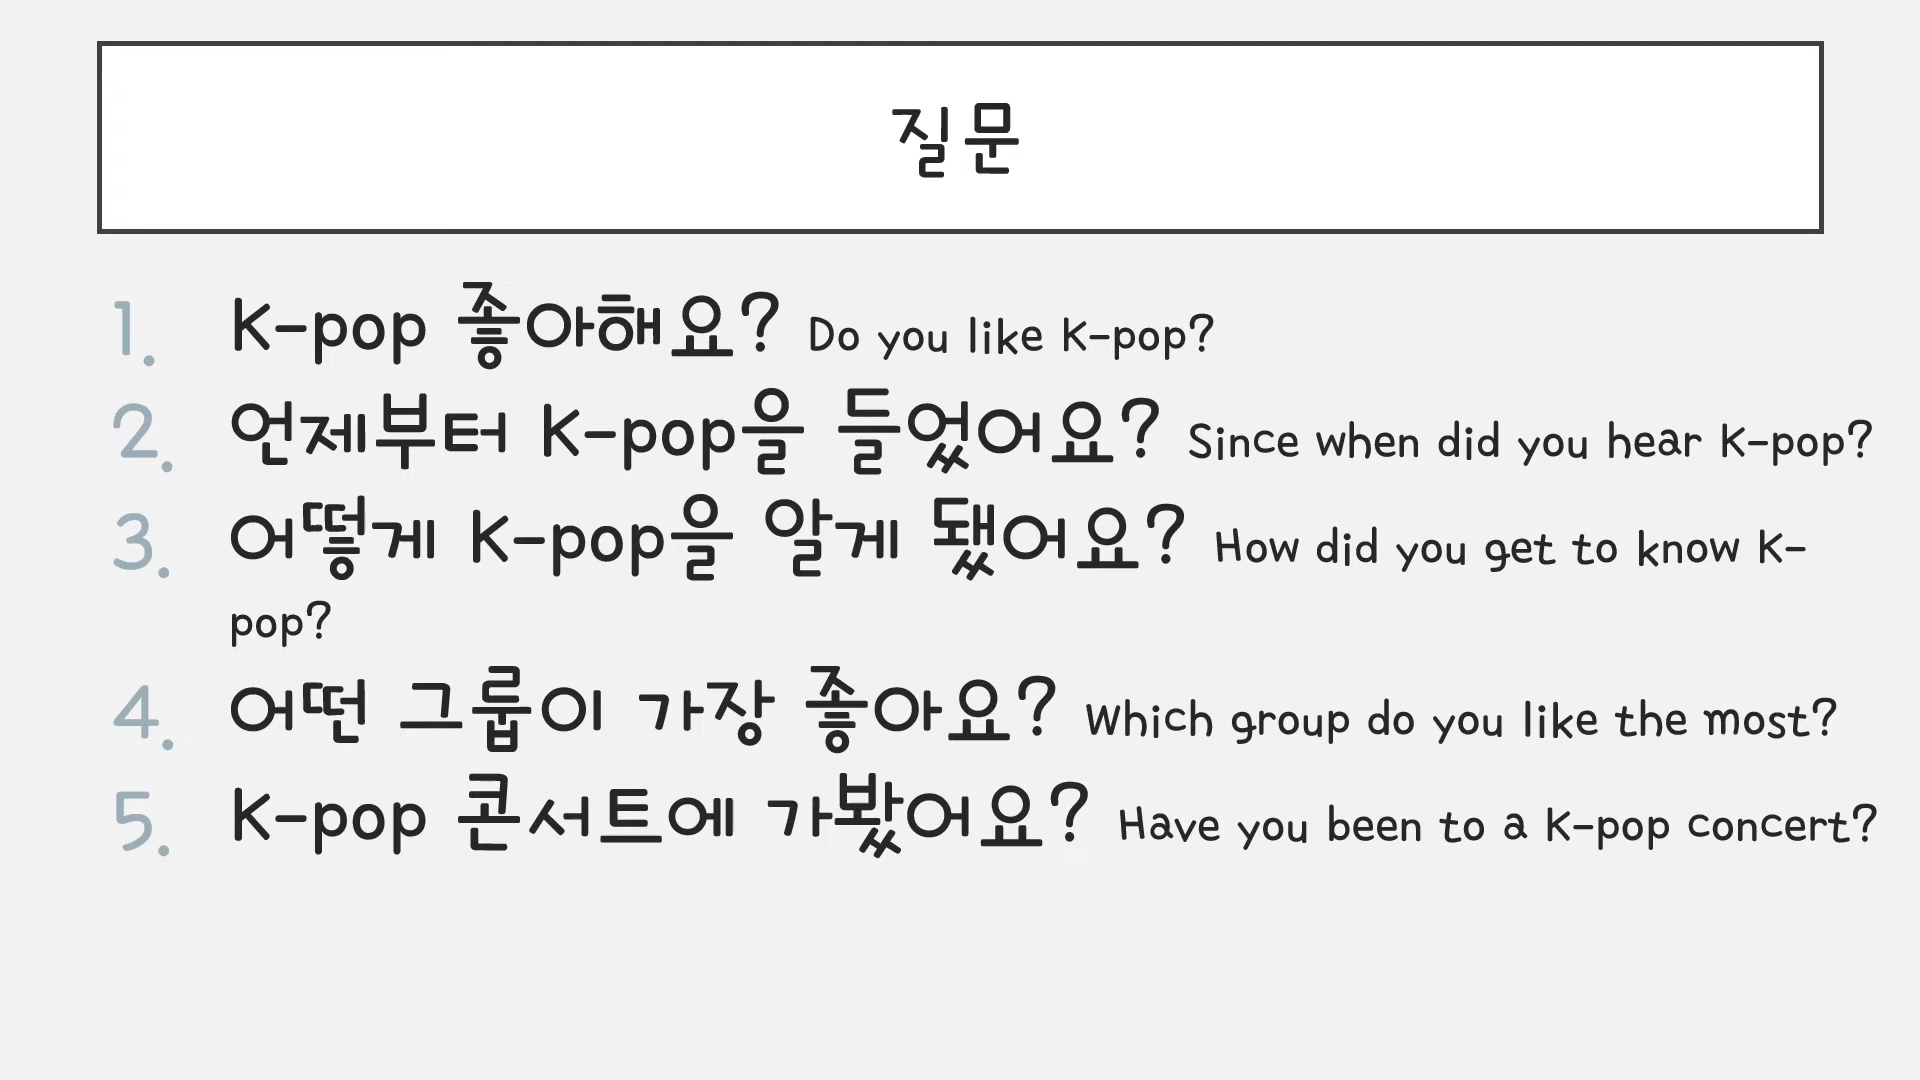 질문
1. K-pop 좋아해요? Do you like K-pop?
2. 언제부터 K-pop을 들었어요? Since when did you hear K-pop?
3. 어떻게 K-pop을 알게 됐어요? How did you get to know K-
pop?
4. 어떤 그룹이 가장 좋아요? Which group do you like the most?
5. K-pop 콘서트에 가봤어요? Have you been to a K-pop concert?